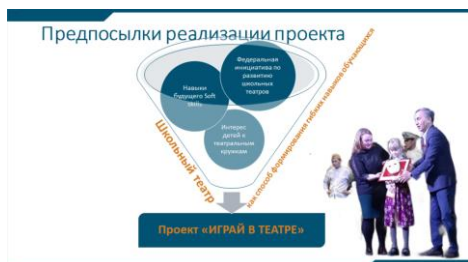 Предпосылки реализации проекта
Федеральная
инициатива по
развитию
школьных
театров
Навыки
будущего Soft
skills
Интерес
детей к
театральным
кружкам
Школьный театр
как способ формирования гибких навыков обучающихся
Проект «ИГРАЙ В ТЕАТРЕ»